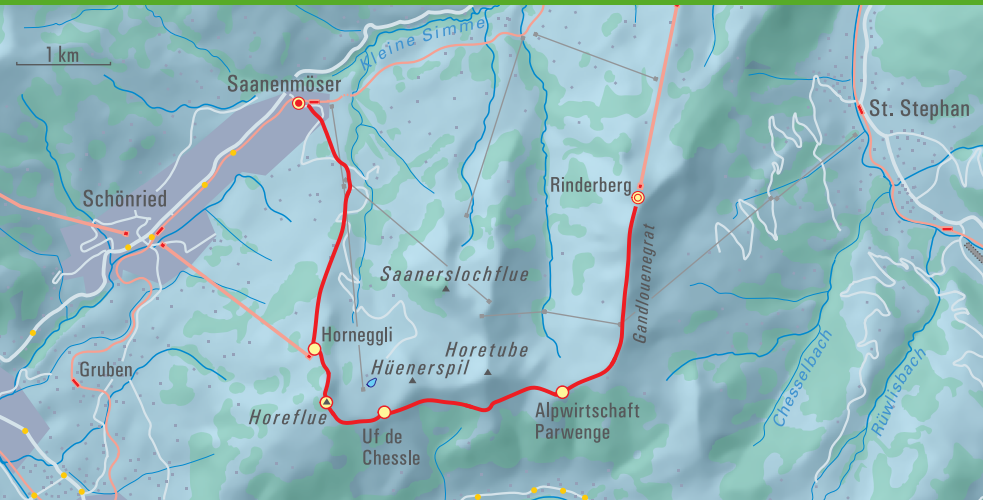 1 km
Kleine Simme
Saanenmöser
St. Stephan
Rinderberg
Schönried
Gandlouenegrat
Saanerslochflue
Horneggli
Horetube
Hüenerspil
Gruben
Chesselbach
Rüwlisbach
Horeflue
Uf de
Chessle
Alpwirtschaft
Parwenge